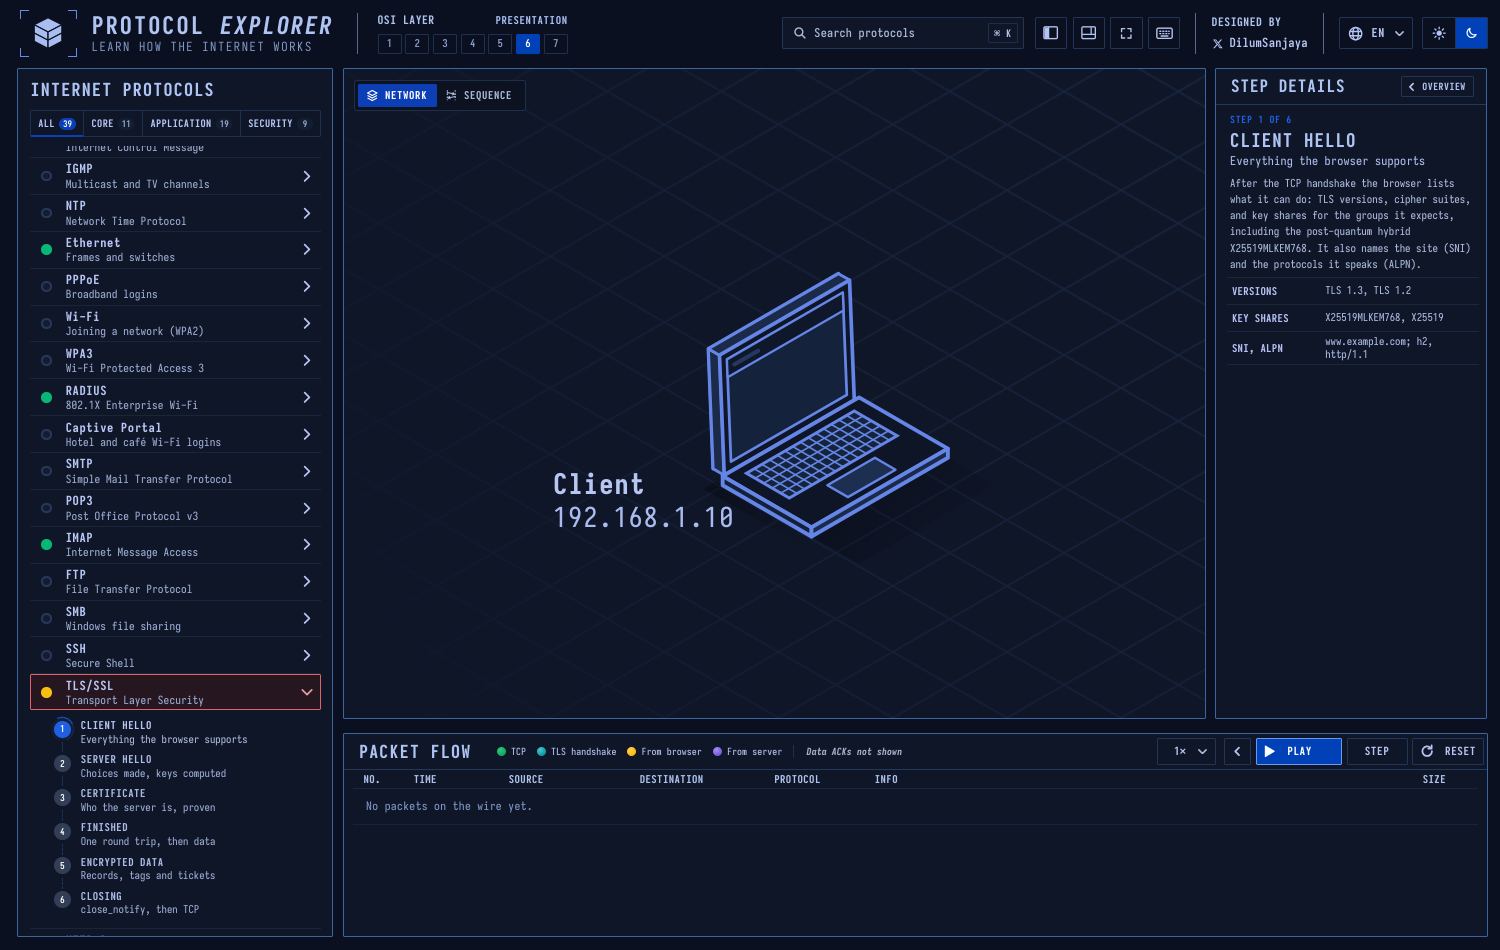 PROTOCOL EXPLORER
LEARN HOW THE INTERNET WORKS
OSI LAYER PRESENTATION
1 2 3 4 5 6 7
Search protocols ⌘ K
DESIGNED BY
DilumSanjaya
EN
INTERNET PROTOCOLS
ALL 39 CORE 11 APPLICATION 19 SECURITY 9
Internet Control Message
IGMP
Multicast and TV channels
NTP
Network Time Protocol
Ethernet
Frames and switches
PPPoE
Broadband logins
Wi-Fi
Joining a network (WPA2)
WPA3
Wi-Fi Protected Access 3
RADIUS
802.1X Enterprise Wi-Fi
Captive Portal
Hotel and café Wi-Fi logins
SMTP
Simple Mail Transfer Protocol
POP3
Post Office Protocol v3
IMAP
Internet Message Access
FTP
File Transfer Protocol
SMB
Windows file sharing
SSH
Secure Shell
TLS/SSL
Transport Layer Security
1 CLIENT HELLO
Everything the browser supports
2 SERVER HELLO
Choices made, keys computed
3 CERTIFICATE
Who the server is, proven
4 FINISHED
One round trip, then data
5 ENCRYPTED DATA
Records, tags and tickets
6 CLOSING
close_notify, then TCP
NETWORK SEQUENCE
Client
192.168.1.10
STEP DETAILS OVERVIEW
STEP 1 OF 6
CLIENT HELLO
Everything the browser supports
After the TCP handshake the browser lists
what it can do: TLS versions, cipher suites,
and key shares for the groups it expects,
including the post-quantum hybrid
X25519MLKEM768. It also names the site (SNI)
and the protocols it speaks (ALPN).
VERSIONS TLS 1.3, TLS 1.2
KEY SHARES X25519MLKEM768, X25519
SNI, ALPN www.example.com; h2,
http/1.1
PACKET FLOW TCP TLS handshake From browser From server Data ACKs not shown 1× PLAY STEP RESET
NO. TIME SOURCE DESTINATION PROTOCOL INFO SIZE
No packets on the wire yet.